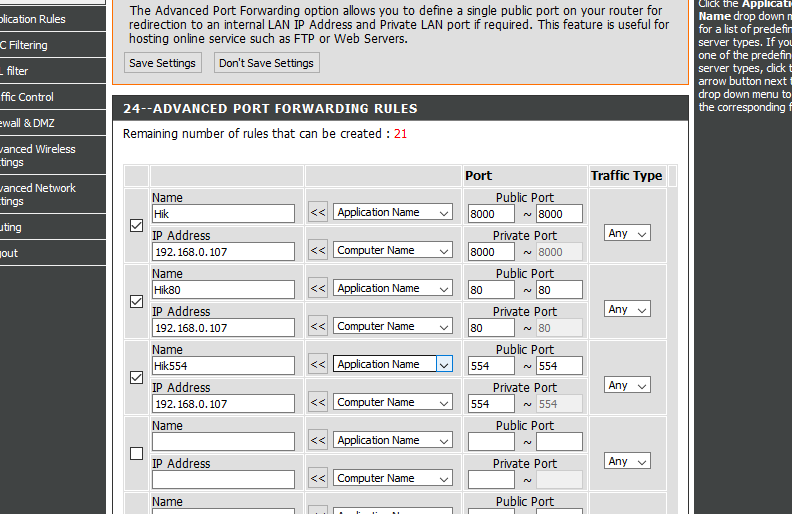 plication Rules
C Filtering
L filter
ffic Control
ewall & DMZ
vanced Wireless
tings
vanced Network
tings
uting
gout
The Advanced Port Forwarding option allows you to define a single public port on your router for
redirection to an internal LAN IP Address and Private LAN port if required. This feature is useful for
hosting online service such as FTP or Web Servers.
Save Settings Don't Save Settings
24--ADVANCED PORT FORWARDING RULES
Remaining number of rules that can be created : 21
Port Traffic Type
Name Public Port
Hik << Application Name 8000 ~ 8000
Any
IP Address Private Port
192.168.0.107 << Computer Name 8000 ~ 8000
Name Public Port
Hik80 << Application Name 80 ~ 80
Any
IP Address Private Port
192.168.0.107 << Computer Name 80 ~ 80
Name Public Port
Hik554 << Application Name 554 ~ 554
Any
IP Address Private Port
192.168.0.107 << Computer Name 554 ~ 554
Name Public Port
<< Application Name ~
Any
IP Address Private Port
<< Computer Name ~
Name Public Port
Click the Applicatio
Name drop down m
for a list of predefin
server types. If you
one of the predefin
server types, click t
arrow button next t
drop down menu to
the corresponding f